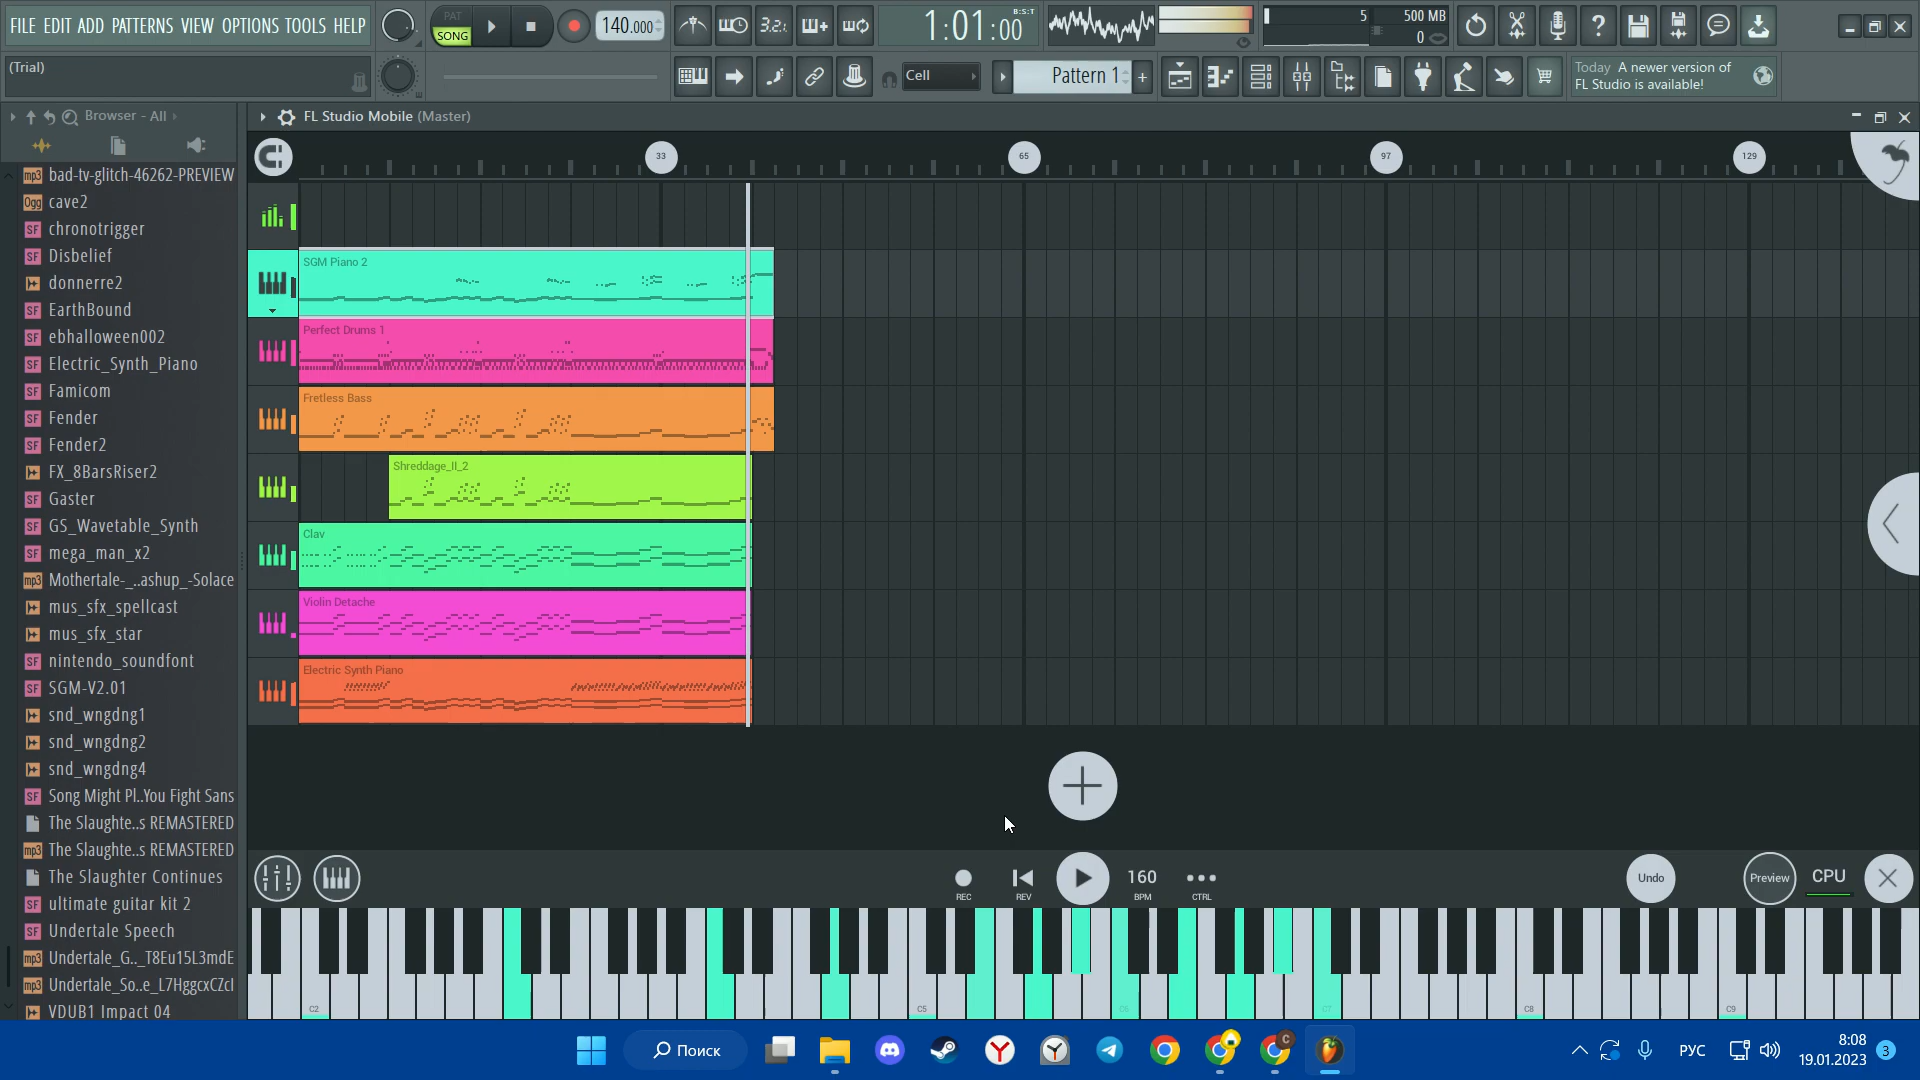 FILE EDIT ADD PATTERNS VIEW OPTIONS TOOLS HELP
PAT
SONG
140.000
3.2.
1:01:00
B:S:T
5
500 MB
0
(Trial)
Cell
Pattern 1
+
Today A newer version of
FL Studio is available!
Browser - All
FL Studio Mobile (Master)
33
65
97
129
bad-tv-glitch-46262-PREVIEW
cave2
chronotrigger
Disbelief
donnerre2
EarthBound
ebhalloween002
Electric_Synth_Piano
Famicom
Fender
Fender2
FX_8BarsRiser2
Gaster
GS_Wavetable_Synth
mega_man_x2
Mothertale-_..ashup_-Solace
mus_sfx_spellcast
mus_sfx_star
nintendo_soundfont
SGM-V2.01
snd_wngdng1
snd_wngdng2
snd_wngdng4
Song Might Pl..You Fight Sans
The Slaughte..s REMASTERED
The Slaughte..s REMASTERED
The Slaughter Continues
ultimate guitar kit 2
Undertale Speech
Undertale_G.._T8Eu15L3mdE
Undertale_So..e_L7HggcxCZcI
VDUB1 Impact 04
SGM Piano 2
Perfect Drums 1
Fretless Bass
Shreddage_II_2
Clav
Violin Detache
Electric Synth Piano
REC
REV
160
BPM
CTRL
Undo
Preview
CPU
C2
C5
C6
C7
C8
C9
Поиск
РУС
8:08
19.01.2023
3